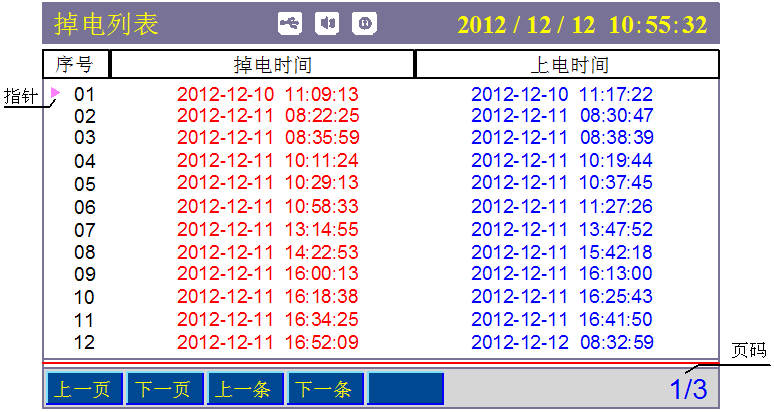 掉电列表 2012 / 12 / 12 10:55:32
序号 掉电时间 上电时间
指针 01 2012-12-10 11:09:13 2012-12-10 11:17:22
02 2012-12-11 08:22:25 2012-12-11 08:30:47
03 2012-12-11 08:35:59 2012-12-11 08:38:39
04 2012-12-11 10:11:24 2012-12-11 10:19:44
05 2012-12-11 10:29:13 2012-12-11 10:37:45
06 2012-12-11 10:58:33 2012-12-11 11:27:26
07 2012-12-11 13:14:55 2012-12-11 13:47:52
08 2012-12-11 14:22:53 2012-12-11 15:42:18
09 2012-12-11 16:00:13 2012-12-11 16:13:00
10 2012-12-11 16:18:38 2012-12-11 16:25:43
11 2012-12-11 16:34:25 2012-12-11 16:41:50
12 2012-12-11 16:52:09 2012-12-12 08:32:59
页码
上一页 下一页 上一条 下一条 1/3